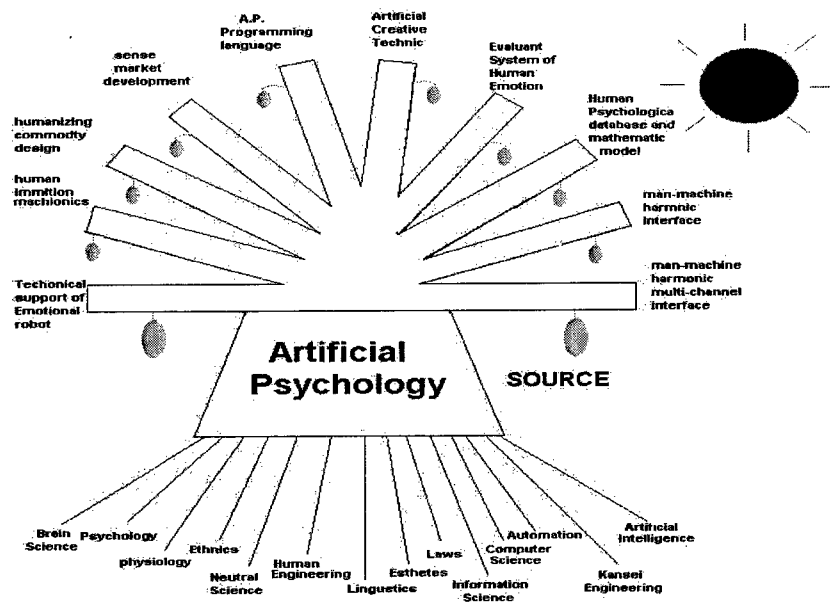 A.P.
Programming
language
Artificial
Creative
Technic
sense
market
development
Evaluant
System of
Human
Emotion
humanizing
commodty
design
Human
Psychologica
database and
mathematic
model
human
immition
machionics
man-machine
harmnic
interface
Techonical
support of
Emotional
robot
man-machine
harmonic
multi-channel
interface
Artificial
Psychology
SOURCE
Brain
Science
Psychology
physiology
Ethnics
Neutral
Science
Human
Engineering
Linguetics
Esthetes
Laws
Information
Science
Automation
Computer
Science
Kansei
Engineering
Artificial
Intelligence